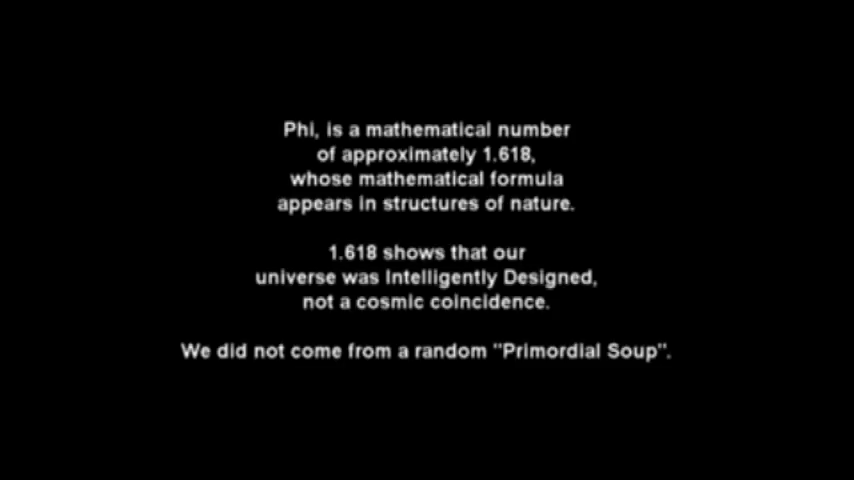 Phi, is a mathematical number
of approximately 1.618,
whose mathematical formula
appears in structures of nature.
1.618 shows that our
universe was Intelligently Designed,
not a cosmic coincidence.
We did not come from a random "Primordial Soup".